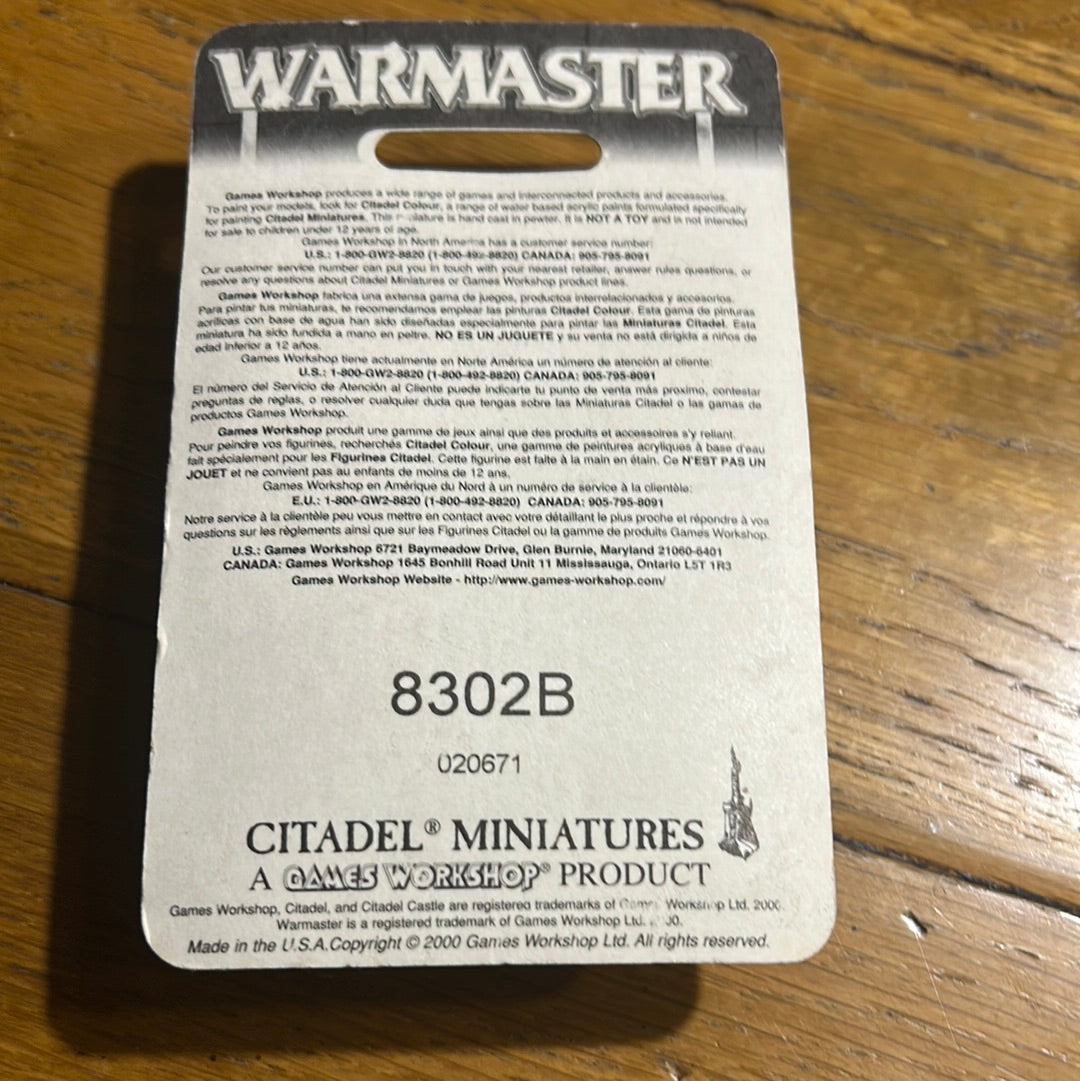 WARMASTER
Games Workshop produces a wide range of games and interconnected products and accessories.
To paint your models, look for Citadel Colour, a range of water based acrylic paints formulated specifically
for painting Citadel Miniatures. This is hand cast in pewter. It is NOT A TOY and is not intended
for sale to children under 12 years of age.
Games Workshop in North America has a customer service number:
U.S.: 1-800-GW2-8820 (1-800-492-8820) CANADA: 905-795-8091
Our customer service number can put you in touch with your nearest retailer, answer rules questions, or
resolve any questions about Citadel Miniatures or Games Workshop product lines.
Games Workshop fabrica una extensa gama de juegos, productos interrelacionados y accesorios.
Para pintar tus miniaturas, te recomendamos emplear las pinturas Citadel Colour. Esta gama de pinturas
acrílicas con base de agua han sido diseñadas especialmente para pintar las Miniaturas Citadel. Esta
miniatura ha sido fundida a mano en peltre. NO ES UN JUGUETE y su venta no está dirigida a niños de
edad inferior a 12 años.
Games Workshop tiene actualmente en Norte América un número de atención al cliente:
U.S.: 1-800-GW2-8820 (1-800-492-8820) CANADA: 905-795-8091
El número del Servicio de Atención al Cliente puede indicarte tu punto de venta más proximo, contestar
preguntas de reglas, o resolver cualquier duda que tengas sobre las Miniaturas Citadel o las gamas de
productos Games Workshop.
Games Workshop produit une gamme de jeux ainsi que des produits et accessoires s'y reliant.
Pour peindre vos figurines, recherchés Citadel Colour, une gamme de peintures acryliques à base d'eau
fait spécialement pour les Figurines Citadel. Cette figurine est faite à la main en étain. Ce N'EST PAS UN
JOUET et ne convient pas au enfants de moins de 12 ans.
Games Workshop en Amérique du Nord à un numéro de service à la clientèle:
E.U.: 1-800-GW2-8820 (1-800-492-8820) CANADA: 905-795-8091
Notre service à la clientèle peu vous mettre en contact avec votre détaillant le plus proche et répondre à vos
questions sur les règlements ainsi que sur les Figurines Citadel ou la gamme de produits Games Workshop.
U.S.: Games Workshop 6721 Baymeadow Drive, Glen Burnie, Maryland 21060-6401
CANADA: Games Workshop 1645 Bonhill Road Unit 11 Mississauga, Ontario L5T 1R3
Games Workshop Website - http://www.games-workshop.com/
8302B
020671
CITADEL® MINIATURES
A GAMES WORKSHOP® PRODUCT
Games Workshop, Citadel, and Citadel Castle are registered trademarks of Games Workshop Ltd. 2000.
Warmaster is a registered trademark of Games Workshop Ltd.
Made in the U.S.A.Copyright © 2000 Games Workshop Ltd. All rights reserved.